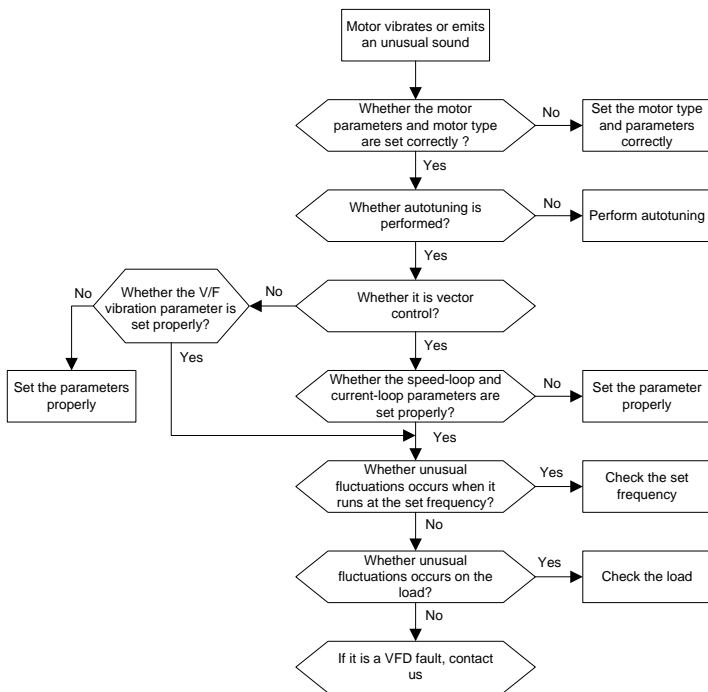 Motor vibrates or emits
an unusual sound
Whether the motor
parameters and motor type
are set correctly ?
No
Set the motor type
and parameters
correctly
Yes
Whether autotuning is
performed?
No
Perform autotuning
Yes
Whether it is vector
control?
No
Whether the V/F
vibration parameter is
set properly?
No
Yes
Set the parameters
properly
Yes
Whether the speed-loop and
current-loop parameters are
set properly?
No
Set the parameter
properly
Yes
Whether unusual
fluctuations occurs when it
runs at the set frequency?
Yes
Check the set
frequency
No
Whether unusual
fluctuations occurs on the
load?
Yes
Check the load
No
If it is a VFD fault, contact
us